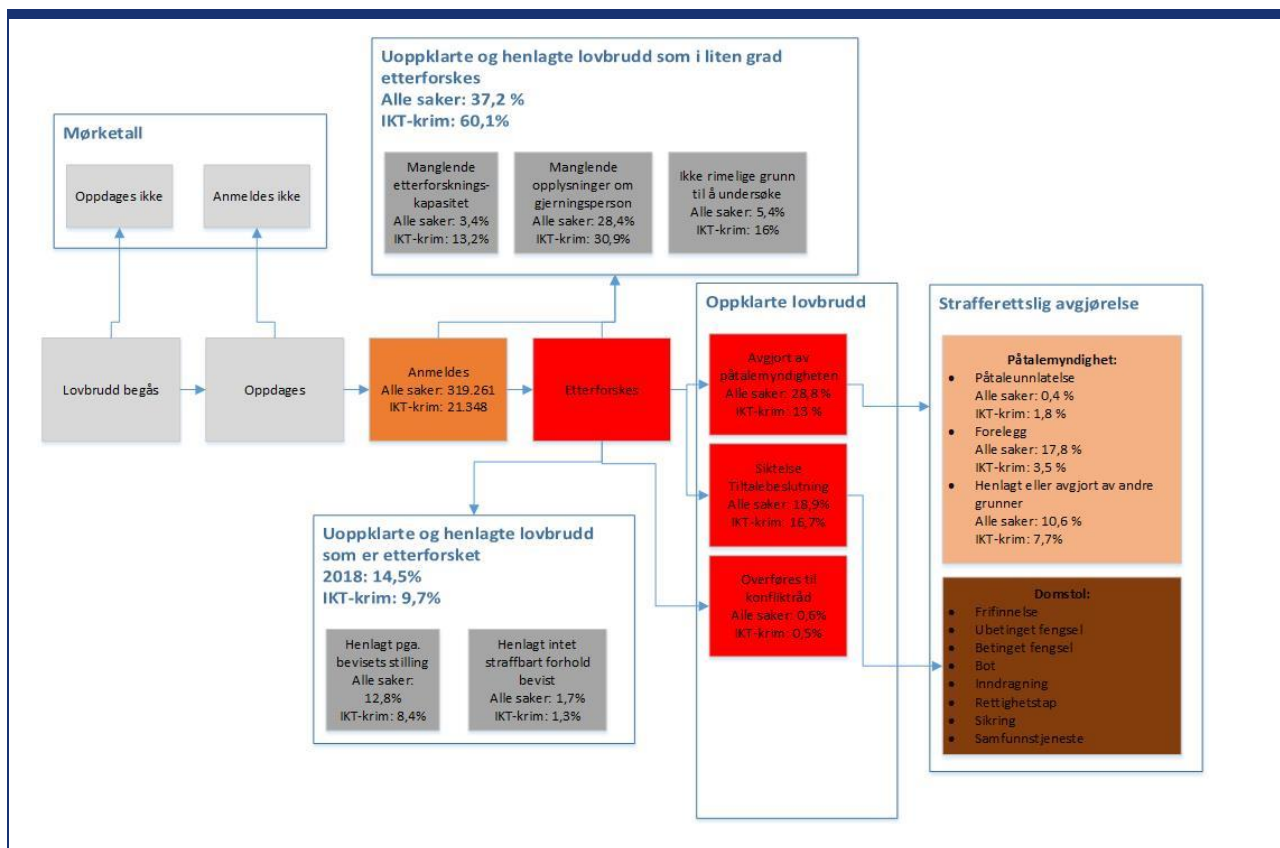 Uoppklarte og henlagte lovbrudd som i liten grad
etterforskes
Alle saker: 37,2 %
IKT-krim: 60,1%
Manglende
etterforsknings-
kapasitet
Alle saker: 3,4%
IKT-krim: 13,2%
Manglende
opplysninger om
gjerningsperson
Alle saker: 28,4%
IKT-krim: 30,9%
Ikke rimelige grunn
til å undersøke
Alle saker: 5,4%
IKT-krim: 16%
Mørketall
Oppdages ikke
Anmeldes ikke
Lovbrudd begås
Oppdages
Anmeldes
Alle saker: 319.261
IKT-krim: 21.348
Etterforskes
Uoppklarte og henlagte lovbrudd
som er etterforsket
2018: 14,5%
IKT-krim: 9,7%
Henlagt pga.
bevisets stilling
Alle saker:
12,8%
IKT-krim: 8,4%
Henlagt intet
straffbart forhold
bevist
Alle saker: 1,7%
IKT-krim: 1,3%
Oppklarte lovbrudd
Avgjort av
påtalemyndigheten
Alle saker: 28,8 %
IKT-krim: 13 %
Siktelse
Tiltalebeslutning
Alle saker: 18,9%
IKT-krim: 16,7%
Overføres til
konfliktråd
Alle saker: 0,6%
IKT-krim: 0,5%
Strafferettslig avgjørelse
Påtalemyndighet:
• Påtaleunnlatelse
Alle saker: 0,4 %
IKT-krim: 1,8 %
• Forelegg
Alle saker: 17,8 %
IKT-krim: 3,5 %
• Henlagt eller avgjort av andre
grunner
Alle saker: 10,6 %
IKT-krim: 7,7%
Domstol:
• Frifinnelse
• Ubetinget fengsel
• Betinget fengsel
• Bot
• Inndragning
• Rettighetstap
• Sikring
• Samfunnstjeneste